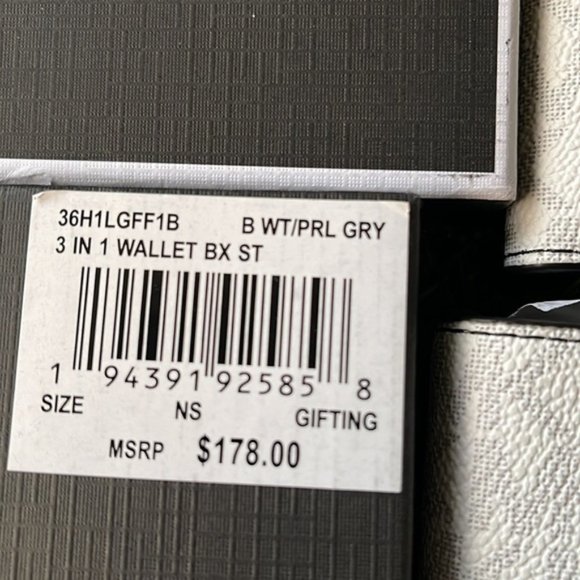 36H1LGFF1B B WT/PRL GRY
3 IN 1 WALLET BX ST
1 94391 92585 8
SIZE NS GIFTING
MSRP $178.00